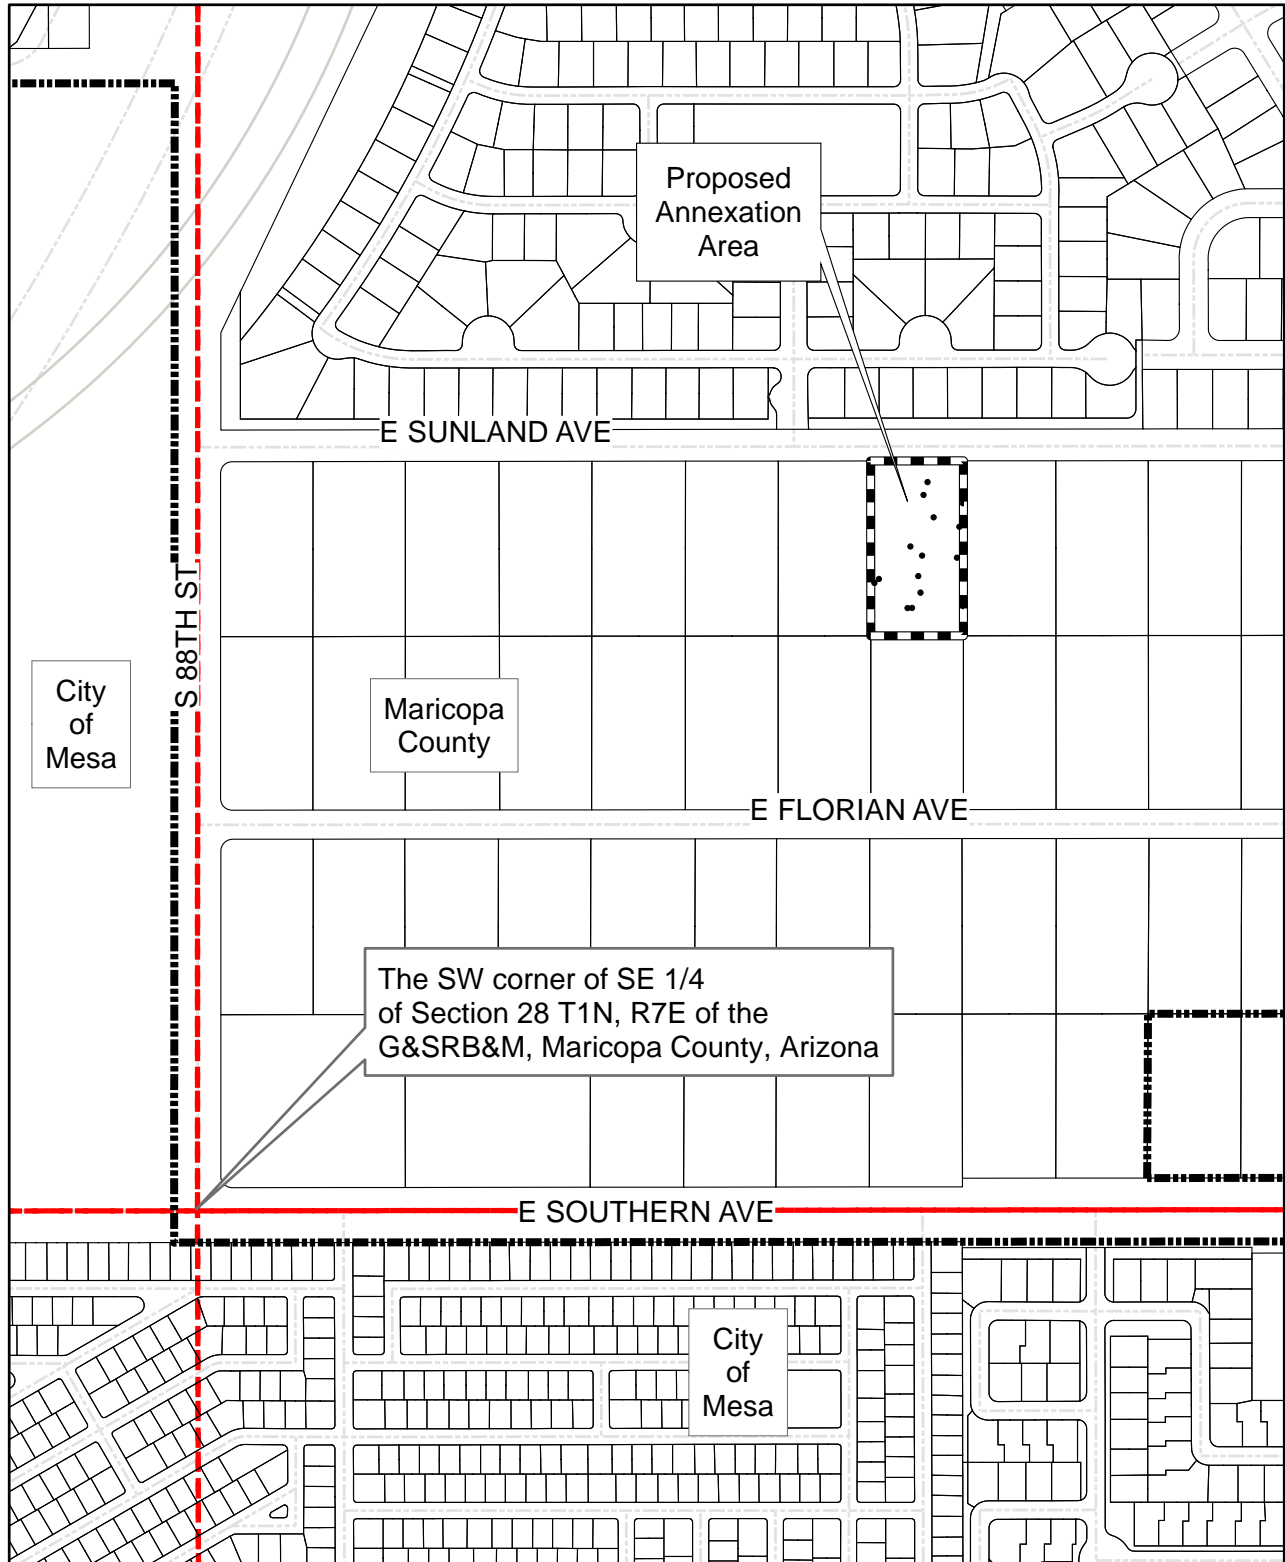 Proposed
Annexation
Area
E SUNLAND AVE
S 88TH ST
City
of
Mesa
Maricopa
County
E FLORIAN AVE
The SW corner of SE 1/4
of Section 28 T1N, R7E of the
G&SRB&M, Maricopa County, Arizona
E SOUTHERN AVE
City
of
Mesa